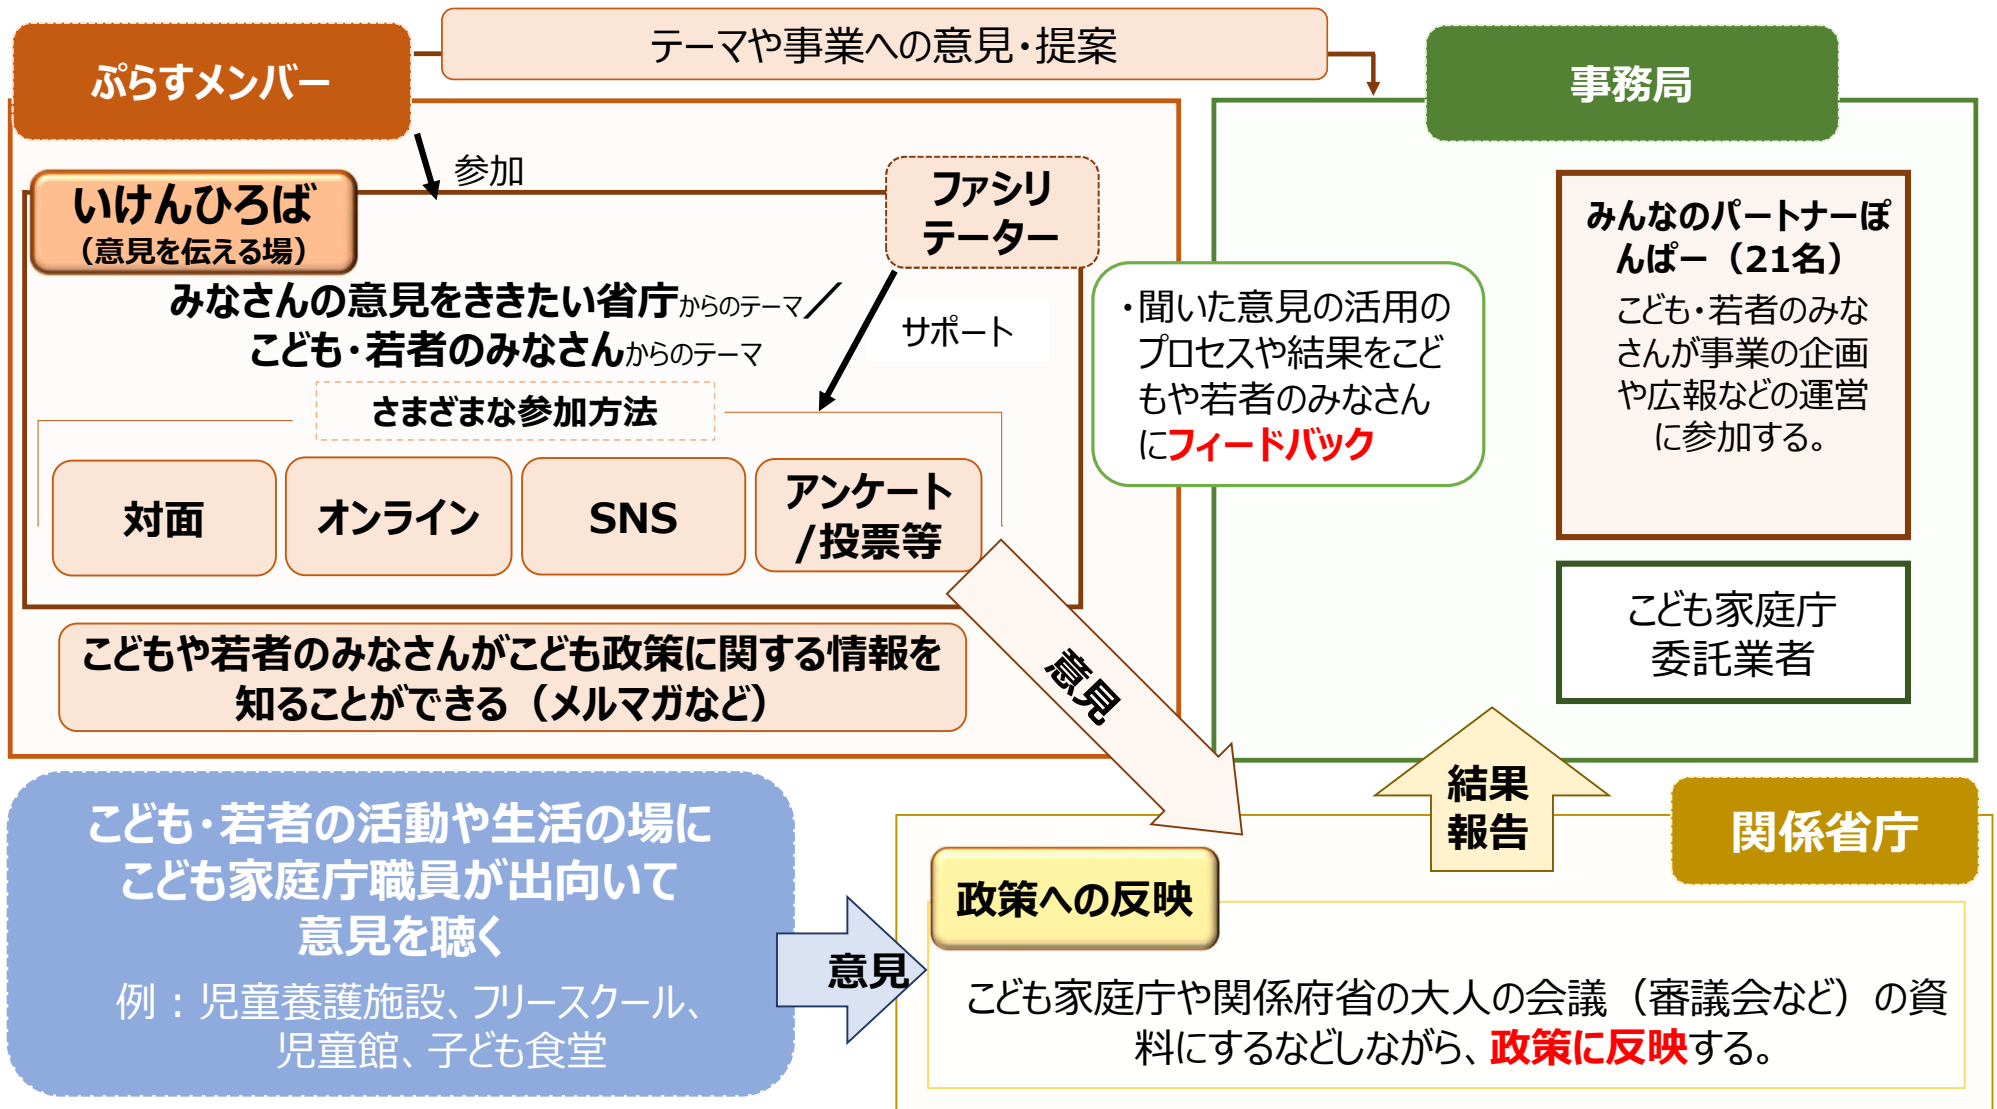 テーマや事業への意見・提案
ぷらすメンバー
事務局
参加
いけんひろば
（意見を伝える場）
ファシリ
テーター
みなさんの意見をききたい省庁からのテーマ／
こども・若者のみなさんからのテーマ
サポート
さまざまな参加方法
対面
オンライン
SNS
アンケート
/投票等
こどもや若者のみなさんがこども政策に関する情報を
知ることができる（メルマガなど）
・聞いた意見の活用の
プロセスや結果をこど
もや若者のみなさん
にフィードバック
みんなのパートナーぽ
んぱー（21名）
こども・若者のみな
さんが事業の企画
や広報などの運営
に参加する。
こども家庭庁
委託業者
意見
結果
報告
関係省庁
こども・若者の活動や生活の場に
こども家庭庁職員が出向いて
意見を聴く
例：児童養護施設、フリースクール、
児童館、子ども食堂
意見
政策への反映
こども家庭庁や関係府省の大人の会議（審議会など）の資
料にするなどしながら、政策に反映する。